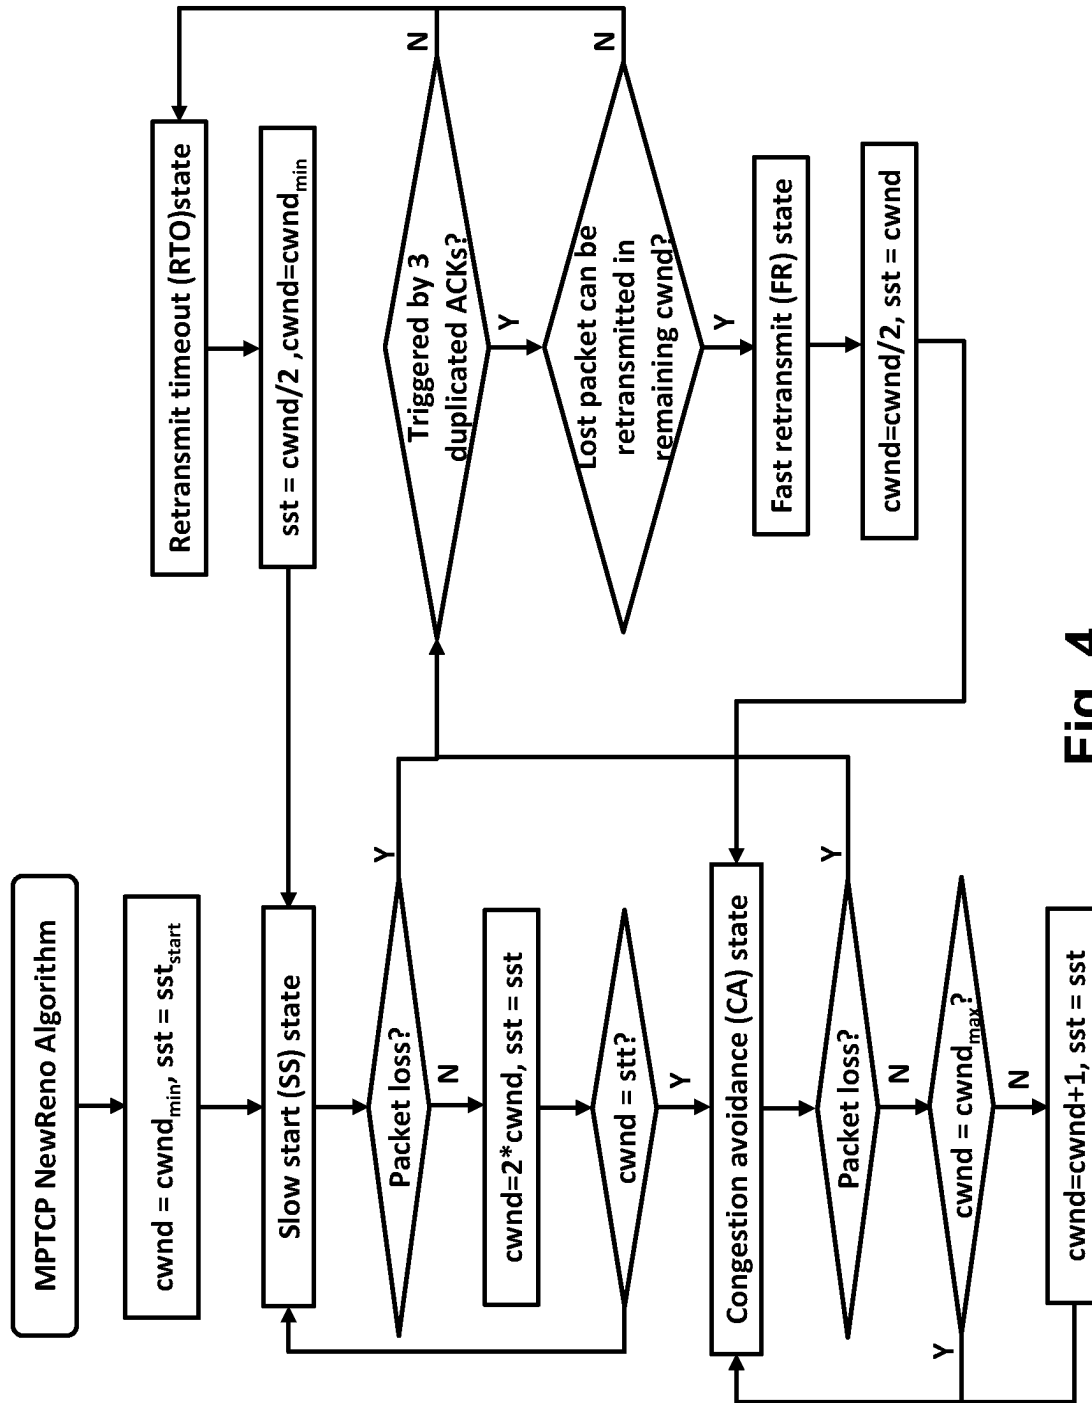 MPTCP NewReno Algorithm
cwnd = cwndmin, sst = sststart
Slow start (SS) state
Packet loss?
Y
N
cwnd=2*cwnd, sst = sst
cwnd = stt?
Y
Congestion avoidance (CA) state
Packet loss?
Y
N
cwnd = cwndmax?
Y
N
cwnd=cwnd+1, sst = sst
Retransmit timeout (RTO)state
sst = cwnd/2 ,cwnd=cwndmin
Triggered by 3
duplicated ACKs?
N
Y
Lost packet can be
retransmitted in
remaining cwnd?
N
Y
Fast retransmit (FR) state
cwnd=cwnd/2, sst = cwnd
Fig. 4